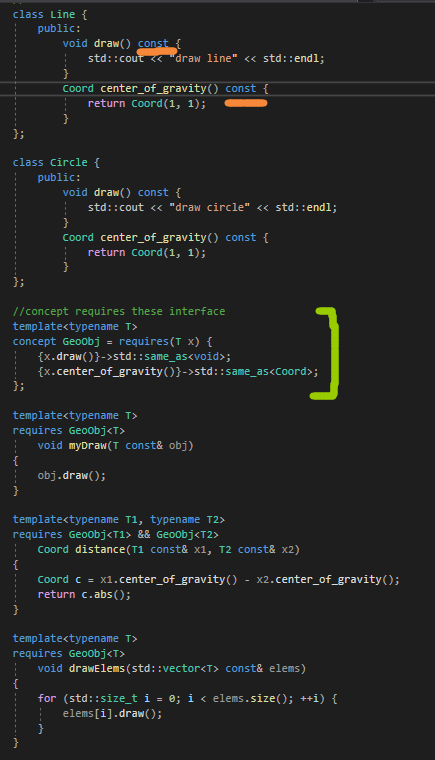 class Line {
    public:
        void draw() const {
            std::cout << "draw line" << std::endl;
        }
        Coord center_of_gravity() const {
            return Coord(1, 1);
        }
};
class Circle {
    public:
        void draw() const {
            std::cout << "draw circle" << std::endl;
        }
        Coord center_of_gravity() const {
            return Coord(1, 1);
        }
};
//concept requires these interface
template<typename T>
concept GeoObj = requires(T x) {
    {x.draw()}->std::same_as<void>;
    {x.center_of_gravity()}->std::same_as<Coord>;
};
template<typename T>
requires GeoObj<T>
    void myDraw(T const& obj)
{
    obj.draw();
}
template<typename T1, typename T2>
requires GeoObj<T1> && GeoObj<T2>
    Coord distance(T1 const& x1, T2 const& x2)
{
    Coord c = x1.center_of_gravity() - x2.center_of_gravity();
    return c.abs();
}
template<typename T>
requires GeoObj<T>
    void drawElems(std::vector<T> const& elems)
{
    for (std::size_t i = 0; i < elems.size(); ++i) {
        elems[i].draw();
    }
}